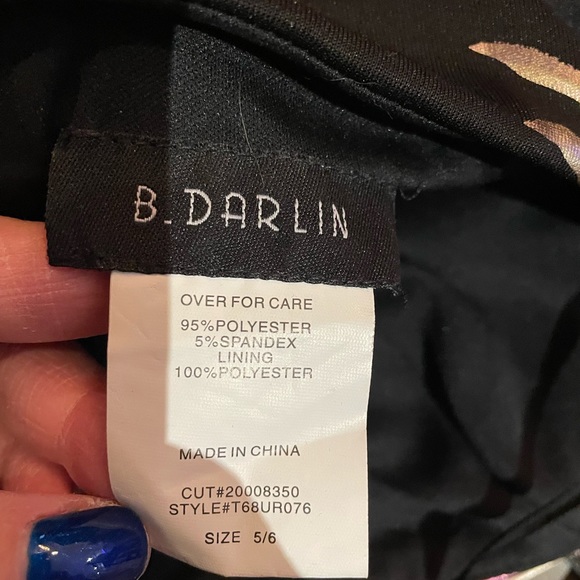 B. DARLIN
OVER FOR CARE
95%POLYESTER
5%SPANDEX
LINING
100%POLYESTER
MADE IN CHINA
CUT#20008350
STYLE#T68UR076
SIZE 5/6